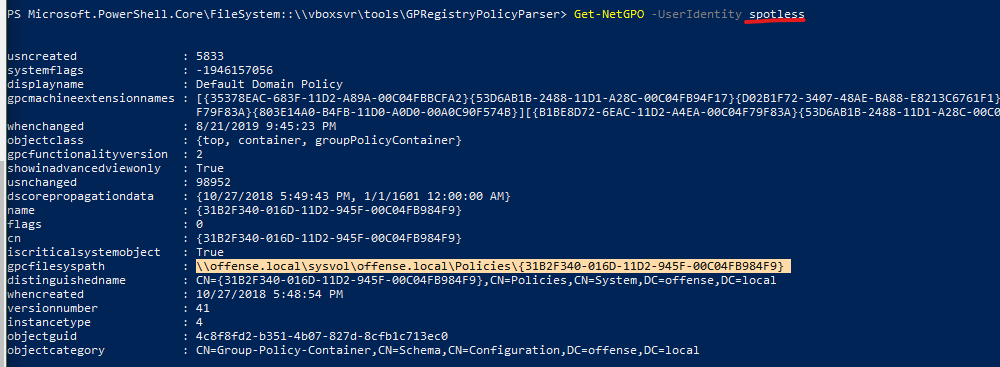 PS Microsoft.PowerShell.Core\FileSystem::\\vboxsvr\tools\GPRegistryPolicyParser> Get-NetGPO -UserIdentity spotless
usncreated : 5833
systemflags : -1946157056
displayname : Default Domain Policy
gpcmachineextensionnames : [{35378EAC-683F-11D2-A89A-00C04FBBCFA2}{53D6AB1B-2488-11D1-A28C-00C04FB94F17}{D02B1F72-3407-48AE-BA88-E8213C6761F1}
F79F83A}{803E14A0-B4FB-11D0-A0D0-00A0C90F574B}][{B1BE8D72-6EAC-11D2-A4EA-00C04F79F83A}{53D6AB1B-2488-11D1-A28C-00C0
whenchanged : 8/21/2019 9:45:23 PM
objectclass : {top, container, groupPolicyContainer}
gpcfunctionalityversion : 2
showinadvancedviewonly : True
usnchanged : 98952
dscorepropagationdata : {10/27/2018 5:49:43 PM, 1/1/1601 12:00:00 AM}
name : {31B2F340-016D-11D2-945F-00C04FB984F9}
flags : 0
cn : {31B2F340-016D-11D2-945F-00C04FB984F9}
iscriticalsystemobject : True
gpcfilesyspath : \\offense.local\sysvol\offense.local\Policies\{31B2F340-016D-11D2-945F-00C04FB984F9}
distinguishedname : CN={31B2F340-016D-11D2-945F-00C04FB984F9},CN=Policies,CN=System,DC=offense,DC=local
whencreated : 10/27/2018 5:48:54 PM
versionnumber : 41
instancetype : 4
objectguid : 4c8f8fd2-b351-4b07-827d-8cfb1c713ec0
objectcategory : CN=Group-Policy-Container,CN=Schema,CN=Configuration,DC=offense,DC=local